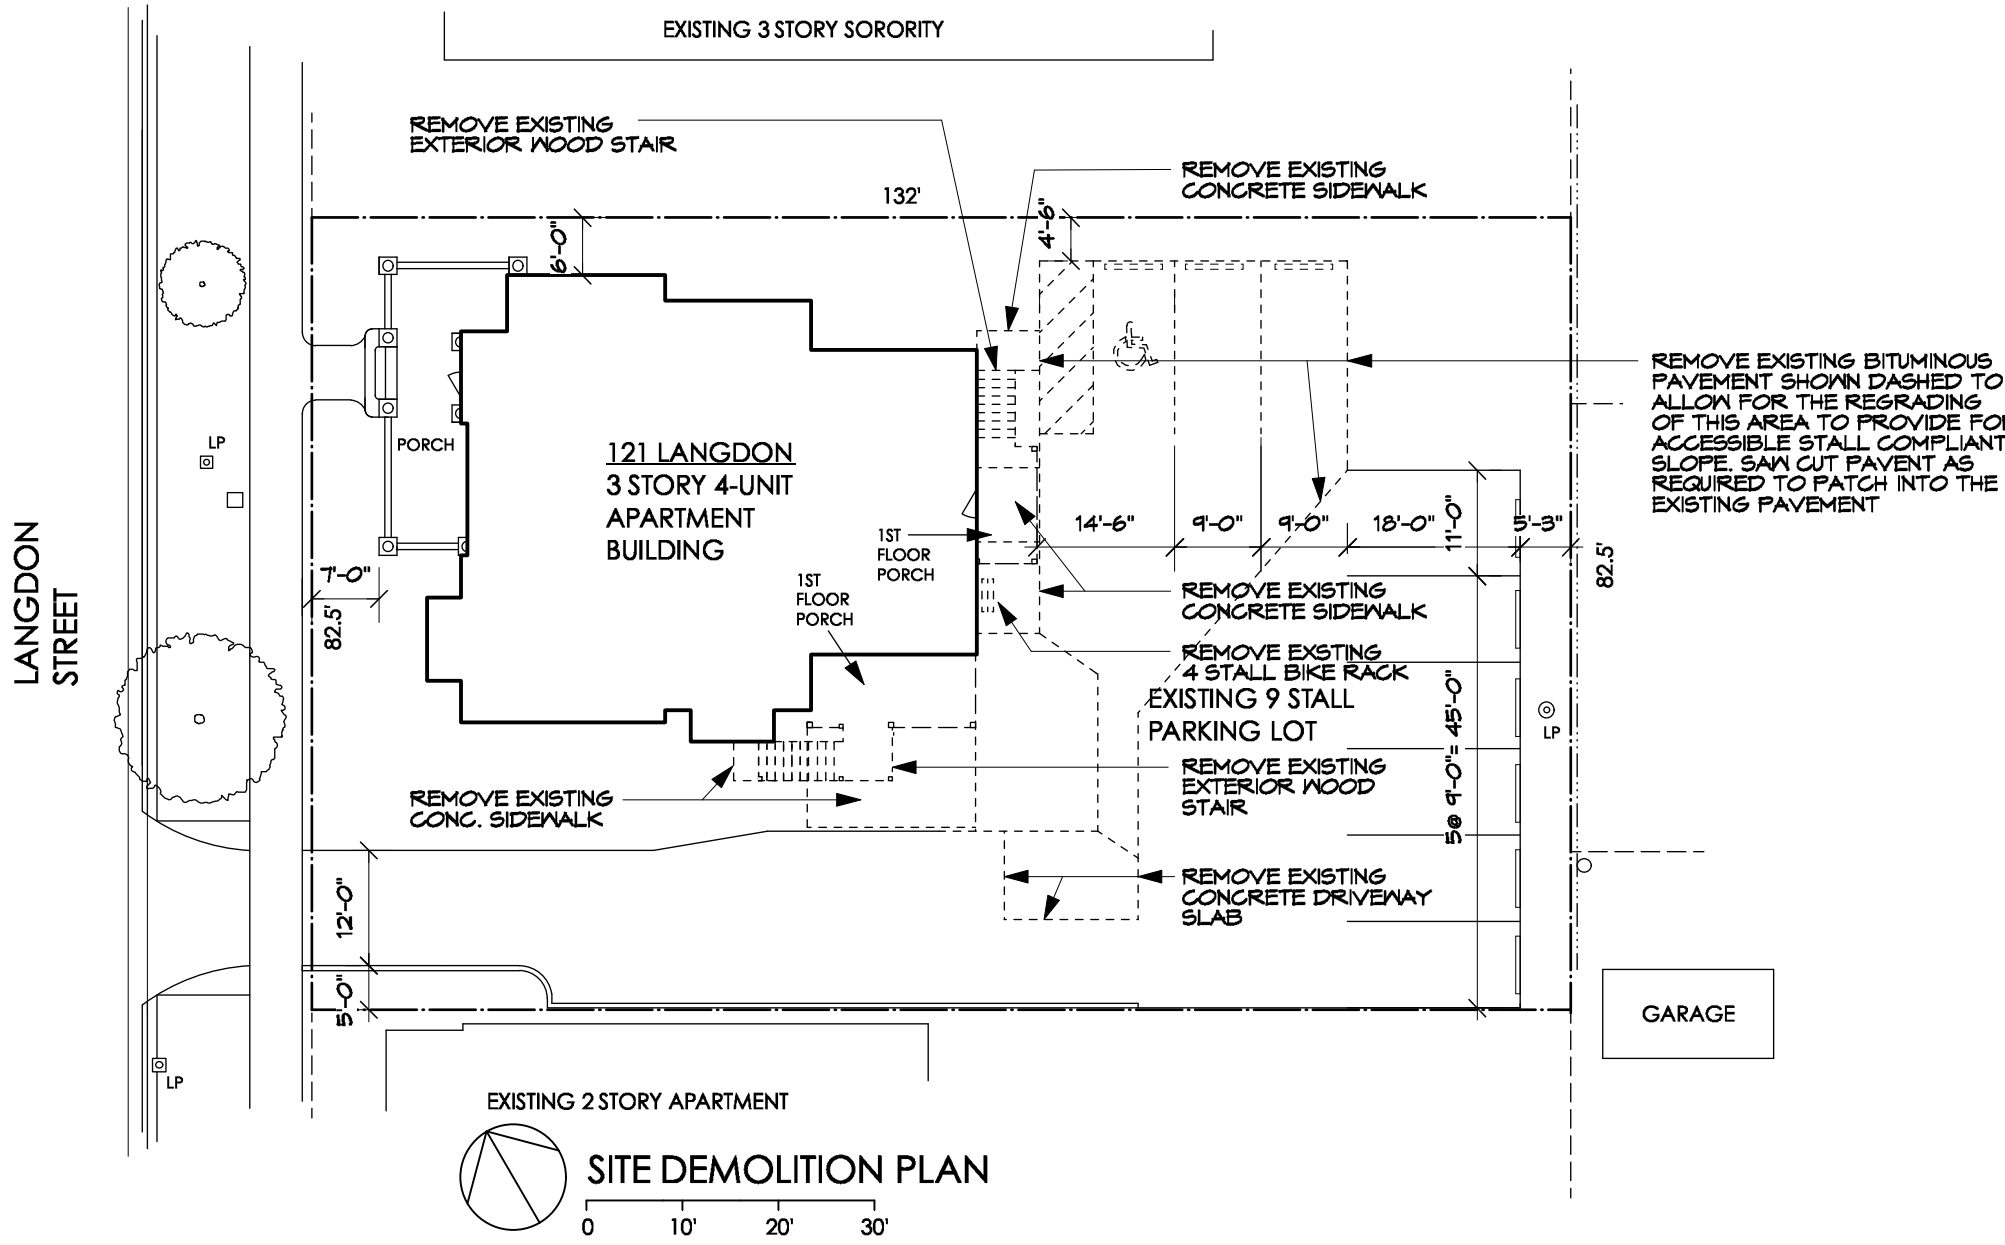 EXISTING 3 STORY SORORITY
REMOVE EXISTING
EXTERIOR WOOD STAIR
REMOVE EXISTING
CONCRETE SIDEWALK
132'
6'-0"
4'-6"
REMOVE EXISTING BITUMINOUS
PAVEMENT SHOWN DASHED TO
ALLOW FOR THE REGRADING
OF THIS AREA TO PROVIDE FO
ACCESSIBLE STALL COMPLIANT
SLOPE. SAW CUT PAVENT AS
REQUIRED TO PATCH INTO THE
EXISTING PAVEMENT
LP
PORCH
121 LANGDON
3 STORY 4-UNIT
APARTMENT
BUILDING
1ST
FLOOR
PORCH
1ST
FLOOR
PORCH
14'-6"
9'-0"
9'-0"
18'-0"
11'-0"
5'-3"
82.5'
7'-0"
82.5'
LANGDON
STREET
REMOVE EXISTING
CONCRETE SIDEWALK
REMOVE EXSTING
4 STALL BIKE RACK
EXISTING 9 STALL
PARKING LOT
5@ 9'-0"= 45'-0"
LP
REMOVE EXISTING
EXTERIOR WOOD
STAIR
REMOVE EXISTING
CONC. SIDEWALK
REMOVE EXISTING
CONCRETE DRIVEWAY
SLAB
12'-0"
5'-0"
GARAGE
LP
EXISTING 2 STORY APARTMENT
SITE DEMOLITION PLAN
0 10' 20' 30'